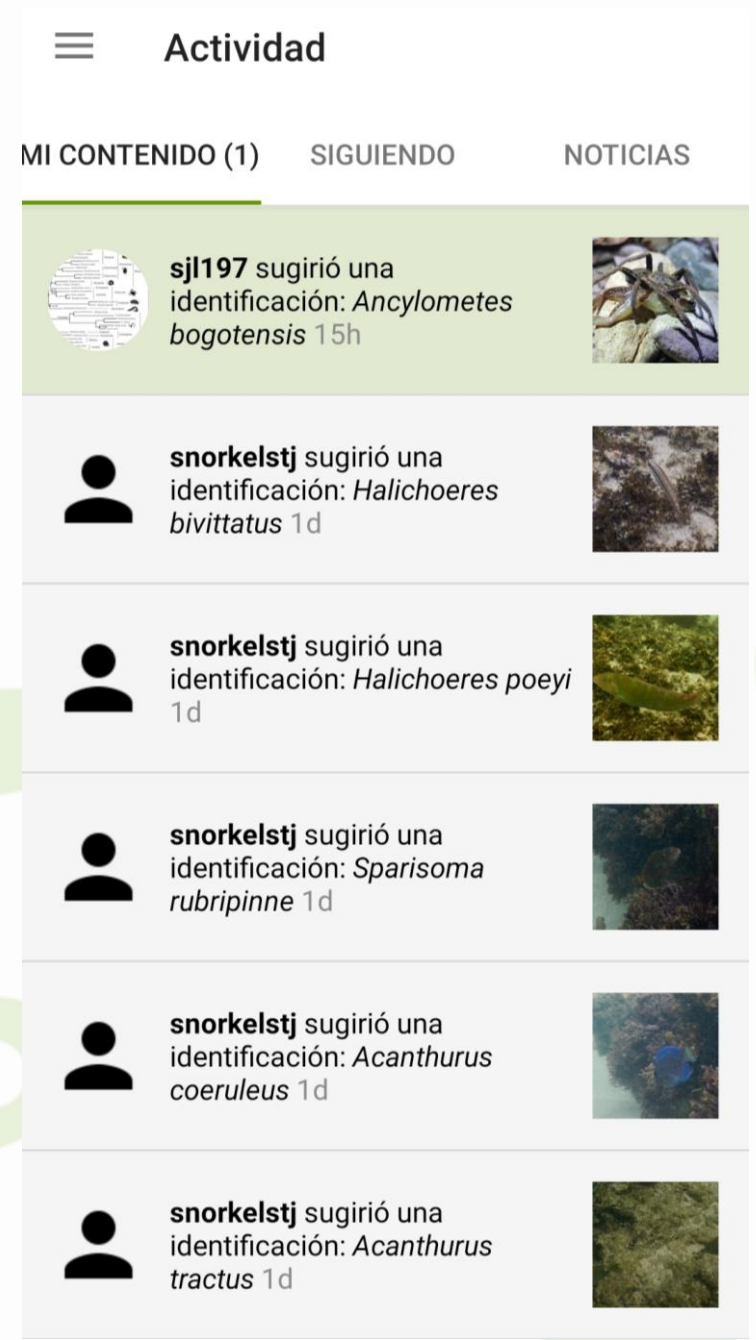 Actividad
MI CONTENIDO (1) SIGUIENDO NOTICIAS
sjl197 sugirió una
identificación: Ancylometes
bogotensis 15h
snorkelstj sugirió una
identificación: Halichoeres
bivittatus 1d
snorkelstj sugirió una
identificación: Halichoeres poeyi
1d
snorkelstj sugirió una
identificación: Sparisoma
rubripinne 1d
snorkelstj sugirió una
identificación: Acanthurus
coeruleus 1d
snorkelstj sugirió una
identificación: Acanthurus
tractus 1d